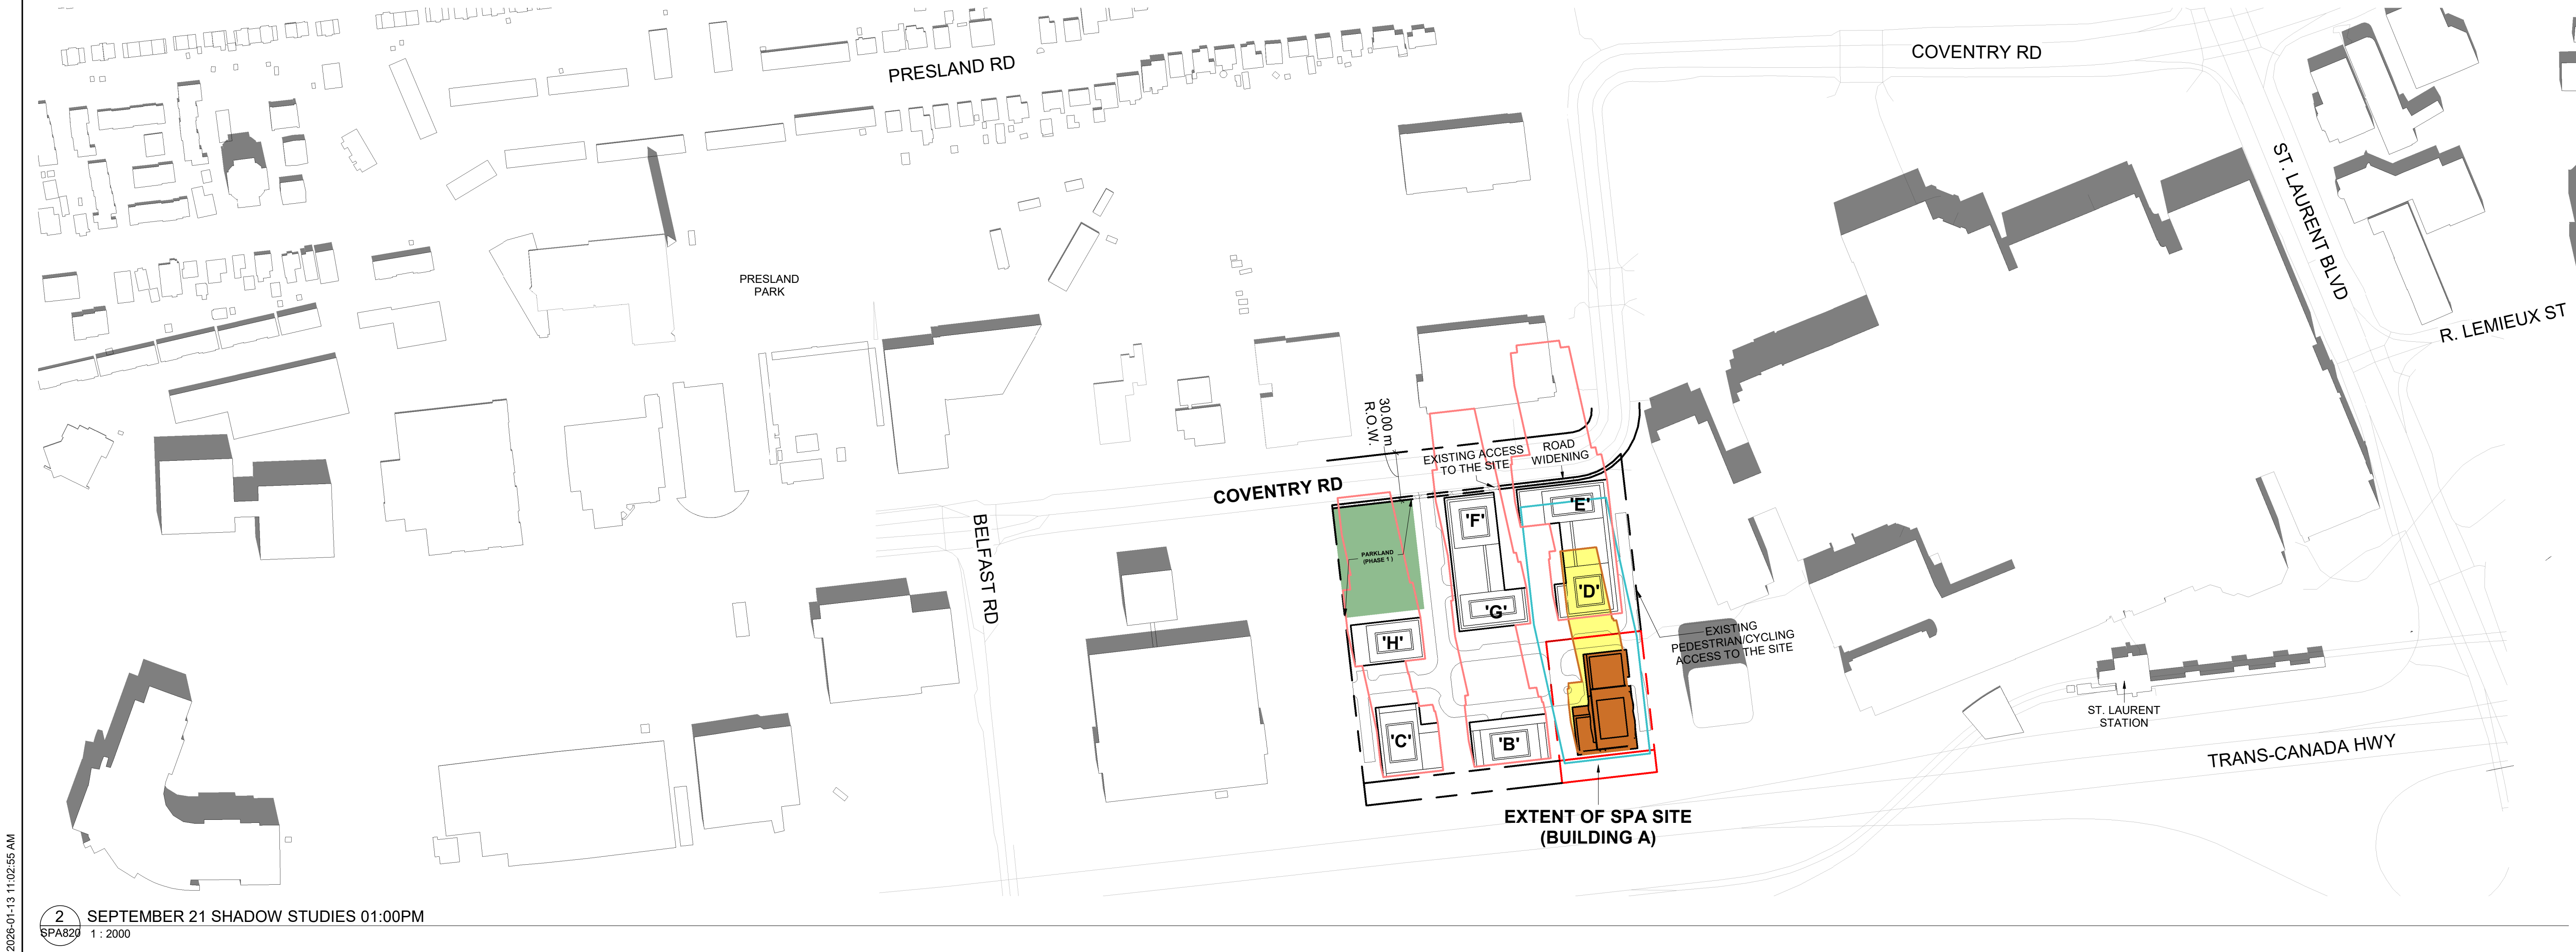 PRESLAND RD
COVENTRY RD
ST. LAURENT BLVD
R. LEMIEUX ST
PRESLAND
PARK
30.000 m
R.O.W.
EXISTING ACCESS
TO THE SITE
ROAD
WIDENING
COVENTRY RD
BELFAST RD
'E'
'F'
PARKLAND
(PHASE 1 )
'D'
'G'
'H'
EXISTING
PEDESTRIAN/CYCLING
ACCESS TO THE SITE
'C'
'B'
ST. LAURENT
STATION
TRANS-CANADA HWY
EXTENT OF SPA SITE
(BUILDING A)
2026-01-13 11:02:55 AM
2
SPA820
SEPTEMBER 21 SHADOW STUDIES 01:00PM
1 : 2000